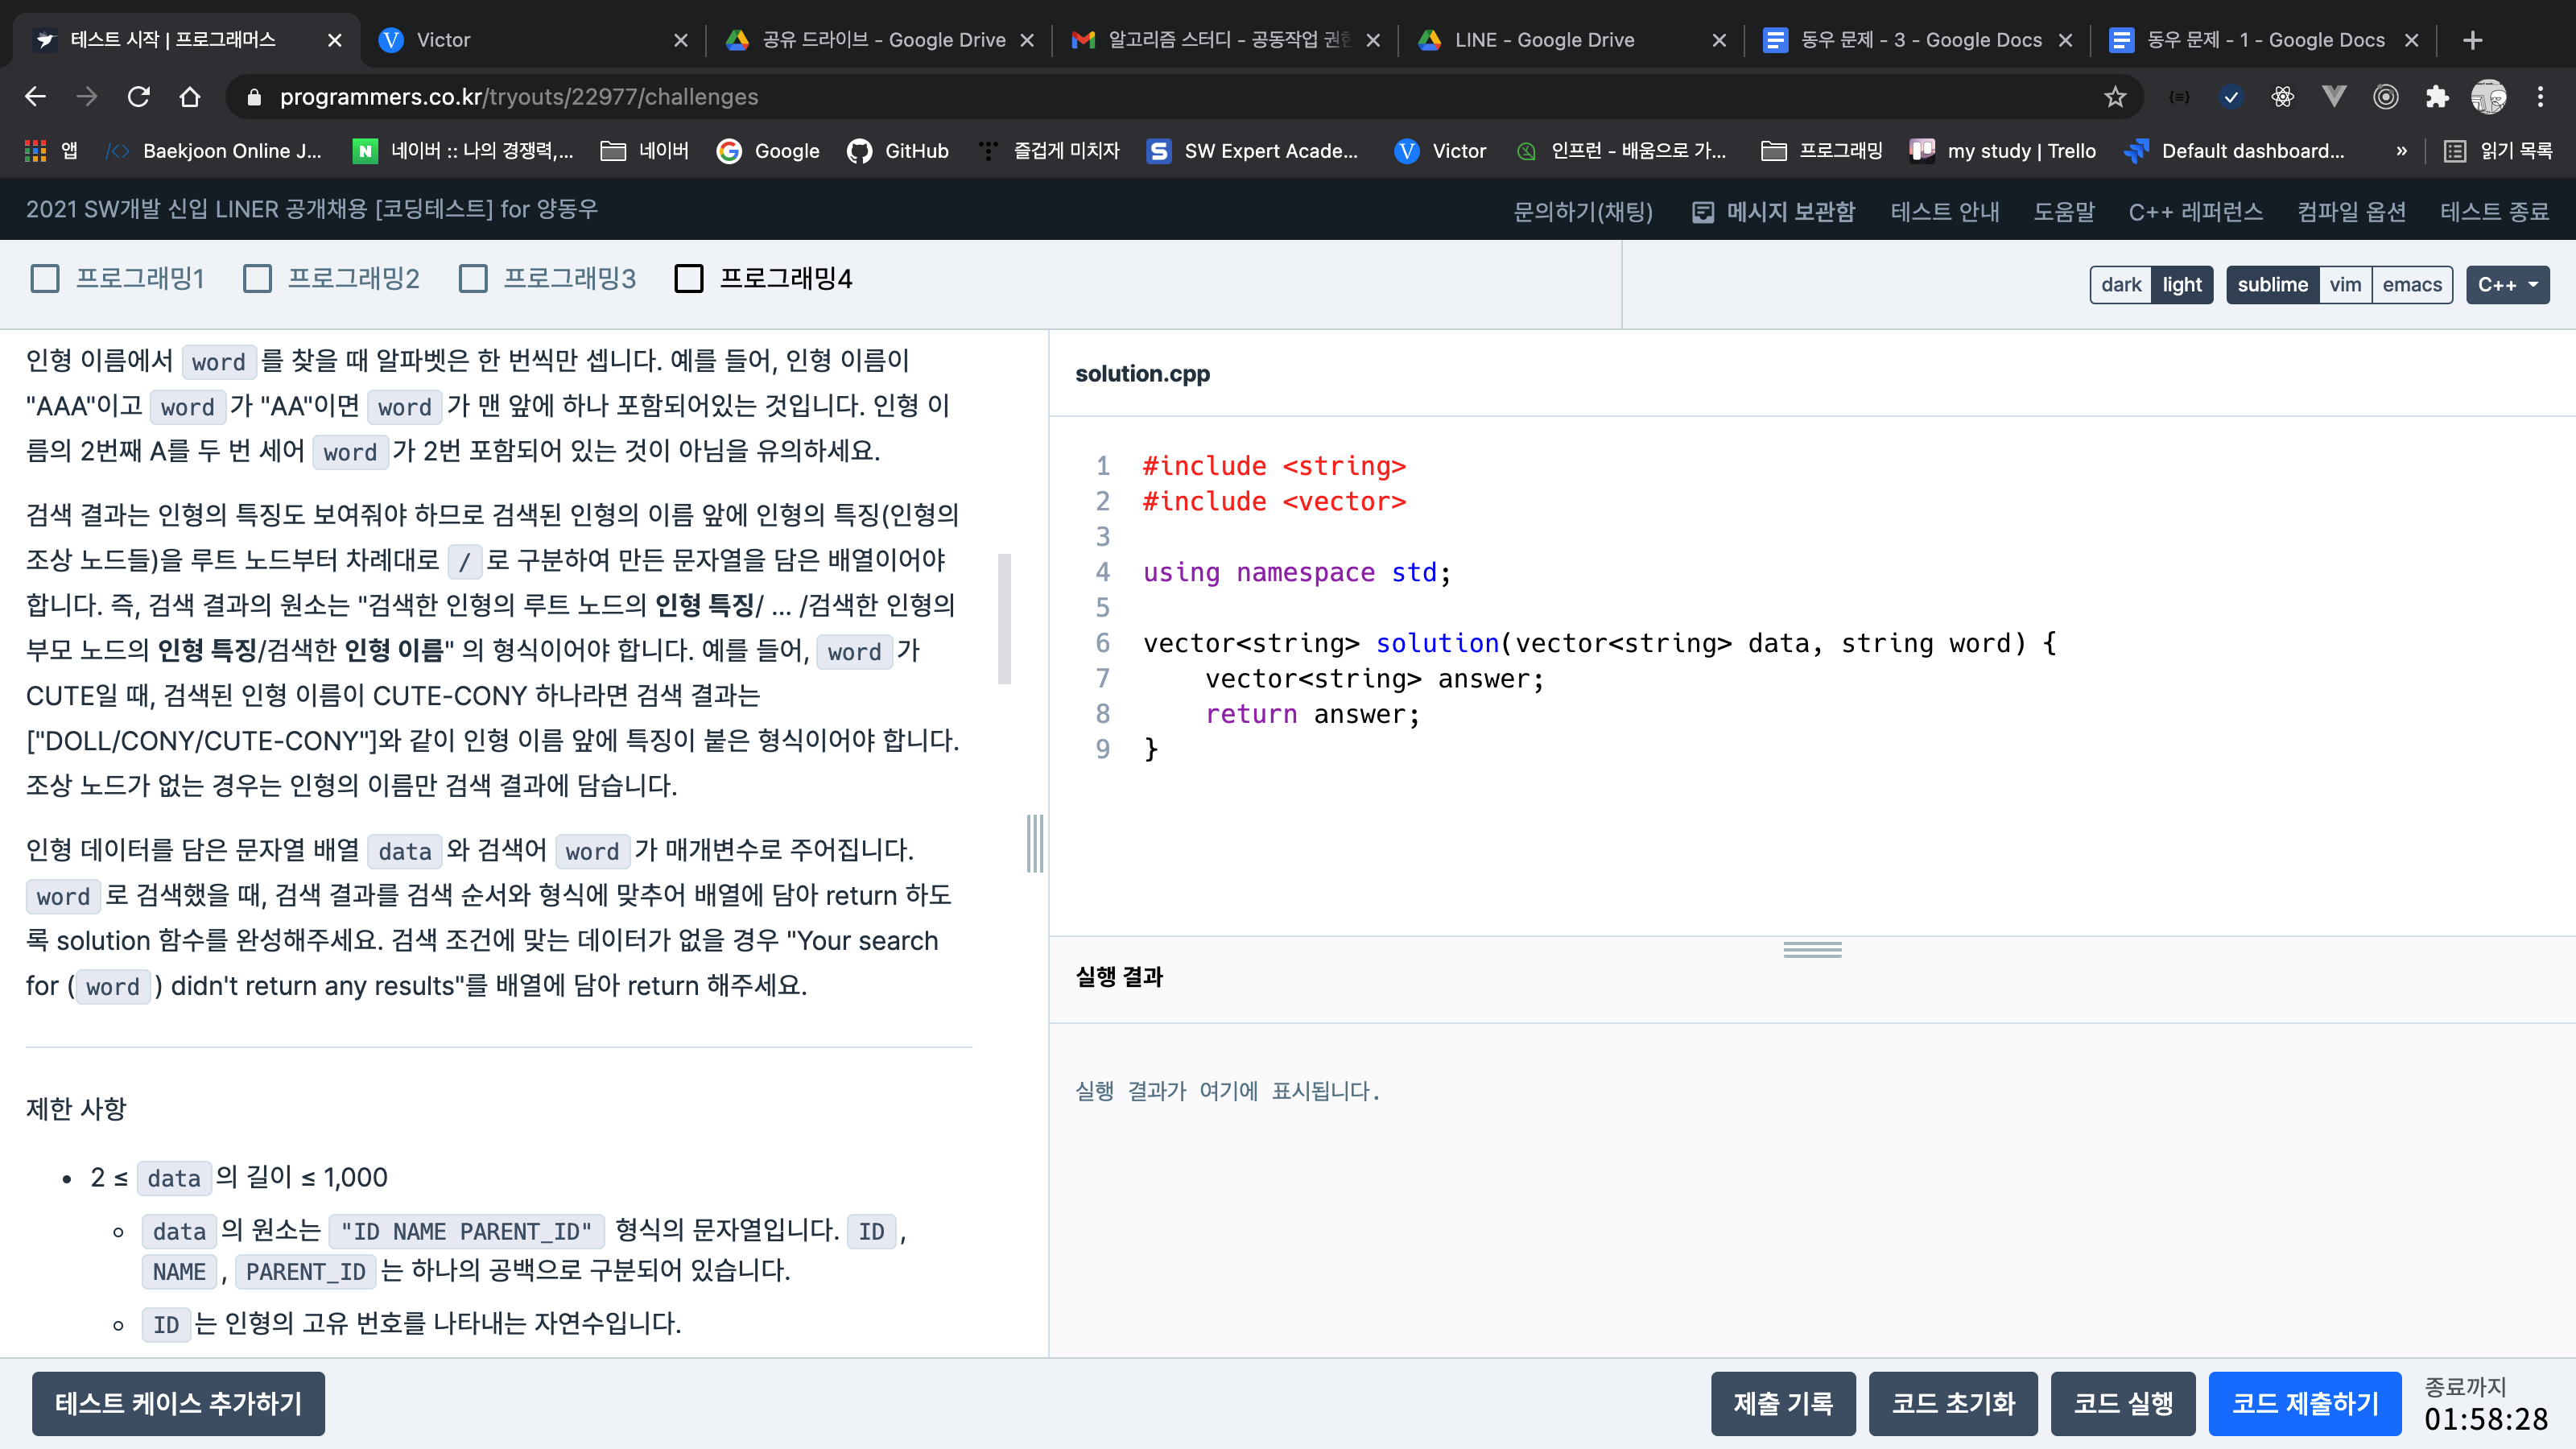 테스트 시작 | 프로그래머스
Victor
공유 드라이브 - Google Drive
알고리즘 스터디 - 공동작업 권한
LINE - Google Drive
동우 문제 - 3 - Google Docs
동우 문제 - 1 - Google Docs
programmers.co.kr/tryouts/22977/challenges
앱
Baekjoon Online J...
네이버 :: 나의 경쟁력,...
네이버
Google
GitHub
즐겁게 미치자
SW Expert Acade...
Victor
인프런 - 배움으로 가...
프로그래밍
my study | Trello
Default dashboard...
»
읽기 목록
2021 SW개발 신입 LINER 공개채용 [코딩테스트] for 양동우
문의하기(채팅)
메시지 보관함
테스트 안내
도움말
C++ 레퍼런스
컴파일 옵션
테스트 종료
프로그래밍1
프로그래밍2
프로그래밍3
프로그래밍4
dark
light
sublime
vim
emacs
C++
인형 이름에서 word 를 찾을 때 알파벳은 한 번씩만 셉니다. 예를 들어, 인형 이름이
"AAA"이고 word 가 "AA"이면 word 가 맨 앞에 하나 포함되어있는 것입니다. 인형 이
름의 2번째 A를 두 번 세어 word 가 2번 포함되어 있는 것이 아님을 유의하세요.
검색 결과는 인형의 특징도 보여줘야 하므로 검색된 인형의 이름 앞에 인형의 특징(인형의
조상 노드들)을 루트 노드부터 차례대로 / 로 구분하여 만든 문자열을 담은 배열이어야
합니다. 즉, 검색 결과의 원소는 "검색한 인형의 루트 노드의 인형 특징/ ... /검색한 인형의
부모 노드의 인형 특징/검색한 인형 이름" 의 형식이어야 합니다. 예를 들어, word 가
CUTE일 때, 검색된 인형 이름이 CUTE-CONY 하나라면 검색 결과는
["DOLL/CONY/CUTE-CONY"]와 같이 인형 이름 앞에 특징이 붙은 형식이어야 합니다.
조상 노드가 없는 경우는 인형의 이름만 검색 결과에 담습니다.
인형 데이터를 담은 문자열 배열 data 와 검색어 word 가 매개변수로 주어집니다.
word 로 검색했을 때, 검색 결과를 검색 순서와 형식에 맞추어 배열에 담아 return 하도
록 solution 함수를 완성해주세요. 검색 조건에 맞는 데이터가 없을 경우 "Your search
for ( word ) didn't return any results"를 배열에 담아 return 해주세요.
제한 사항
• 2 ≤ data 의 길이 ≤ 1,000
data 의 원소는 "ID NAME PARENT_ID" 형식의 문자열입니다. ID ,
NAME , PARENT_ID 는 하나의 공백으로 구분되어 있습니다.
ID 는 인형의 고유 번호를 나타내는 자연수입니다.
solution.cpp
1 #include <string>
2 #include <vector>
3
4 using namespace std;
5
6 vector<string> solution(vector<string> data, string word) {
7 vector<string> answer;
8 return answer;
9 }
실행 결과
실행 결과가 여기에 표시됩니다.
테스트 케이스 추가하기
제출 기록
코드 초기화
코드 실행
코드 제출하기
종료까지
01:58:28